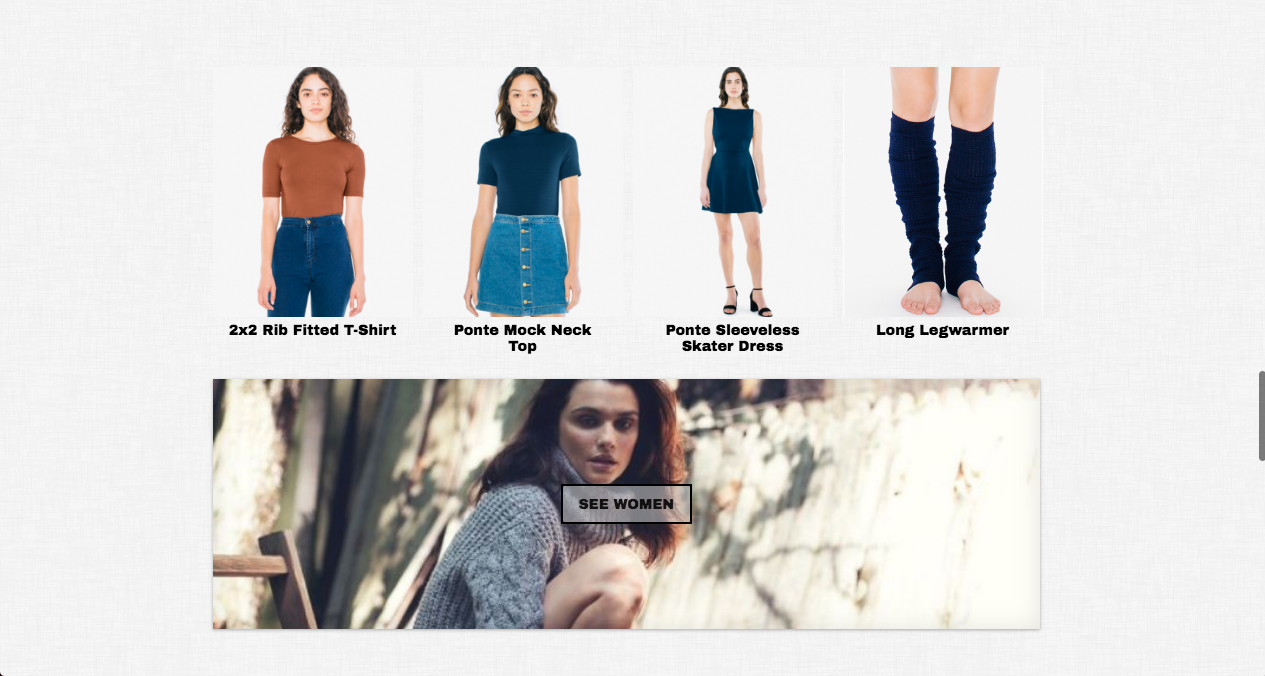 2x2 Rib Fitted T-Shirt
Ponte Mock Neck
Top
Ponte Sleeveless
Skater Dress
Long Legwarmer
SEE WOMEN